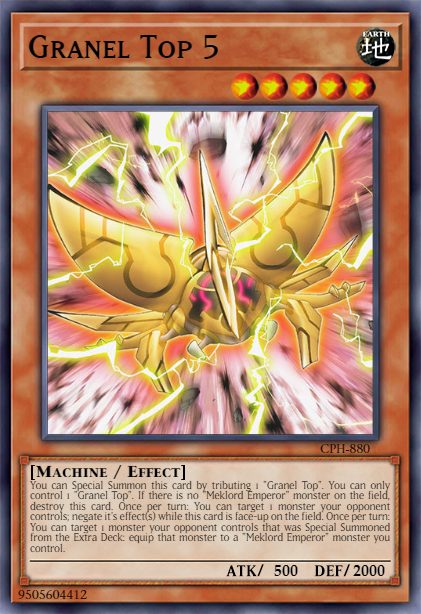 Granel Top 5
EARTH
地
CPH-880
[Machine / Effect]
You can Special Summon this card by tributing 1 "Granel Top". You can only
control 1 "Granel Top". If there is no "Meklord Emperor" monster on the field,
destroy this card. Once per turn: You can target 1 monster your opponent
controls; negate it's effect(s) while this card is face-up on the field. Once per turn:
You can target 1 monster your opponent controls that was Special Summoned
from the Extra Deck: equip that monster to a "Meklord Emperor" monster you
control.
ATK/ 500 DEF/2000
9505604412